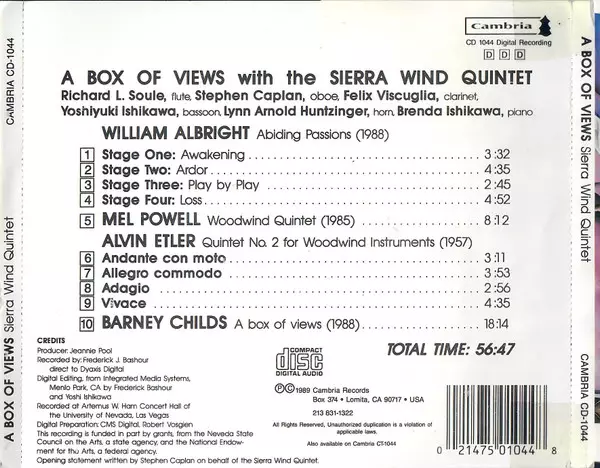 Cambria
CD 1044 Digital Recording
D D D
A BOX OF VIEWS with the SIERRA WIND QUINTET
Richard L. Soule, flute, Stephen Caplan, oboe, Felix Viscuglia, clarinet,
Yoshiyuki Ishikawa, bassoon, Lynn Arnold Huntzinger, horn, Brenda Ishikawa, piano
WILLIAM ALBRIGHT Abiding Passions (1988)
1 Stage One: Awakening 3:32
2 Stage Two: Ardor 4:35
3 Stage Three: Play by Play 2:45
4 Stage Four: Loss 4:52
5 MEL POWELL Woodwind Quintet (1985) 8:12
ALVIN ETLER Quintet No. 2 for Woodwind Instruments (1957)
6 Andante con moto 3:11
7 Allegro commodo 3:53
8 Adagio 2:56
9 Vivace 4:35
10 BARNEY CHILDS A box of views (1988) 18:14
TOTAL TIME: 56:47
CREDITS
Producer: Jeannie Pool
Recorded by: Frederick J. Bashour
direct to Dyaxis Digital
Digital Editing, from Integrated Media Systems,
Menlo Park, CA. by Frederick Bashour
and Yoshi Ishikawa
Recorded at Artemus W. Ham Concert Hall of
the University of Nevada, Las Vegas
Digital Preparation: CMS Digital, Robert Vosgien
This recording is funded in part by grants, from the Nevada State
Council on the Arts, a state agency, and the National Endow-
ment for the Arts, a federal agency.
Opening statement written by Stephen Caplan on behalf of the Sierra Wind Quintet.
COMPACT
disc
DIGITAL AUDIO
℗©1989 Cambria Records
Box 374 • Lomita, CA 90717 • USA
213 831-1322
All Rights Reserved, Unauthorized duplication is a violation of
applicable laws.
Also available on Cambria CT-1044
0 21475 01044 8
A BOX OF VIEWS Sierra Wind Quintet
CAMBRIA CD-1044
A BOX OF VIEWS Sierra Wind Quintet
CAMBRIA CD-1044